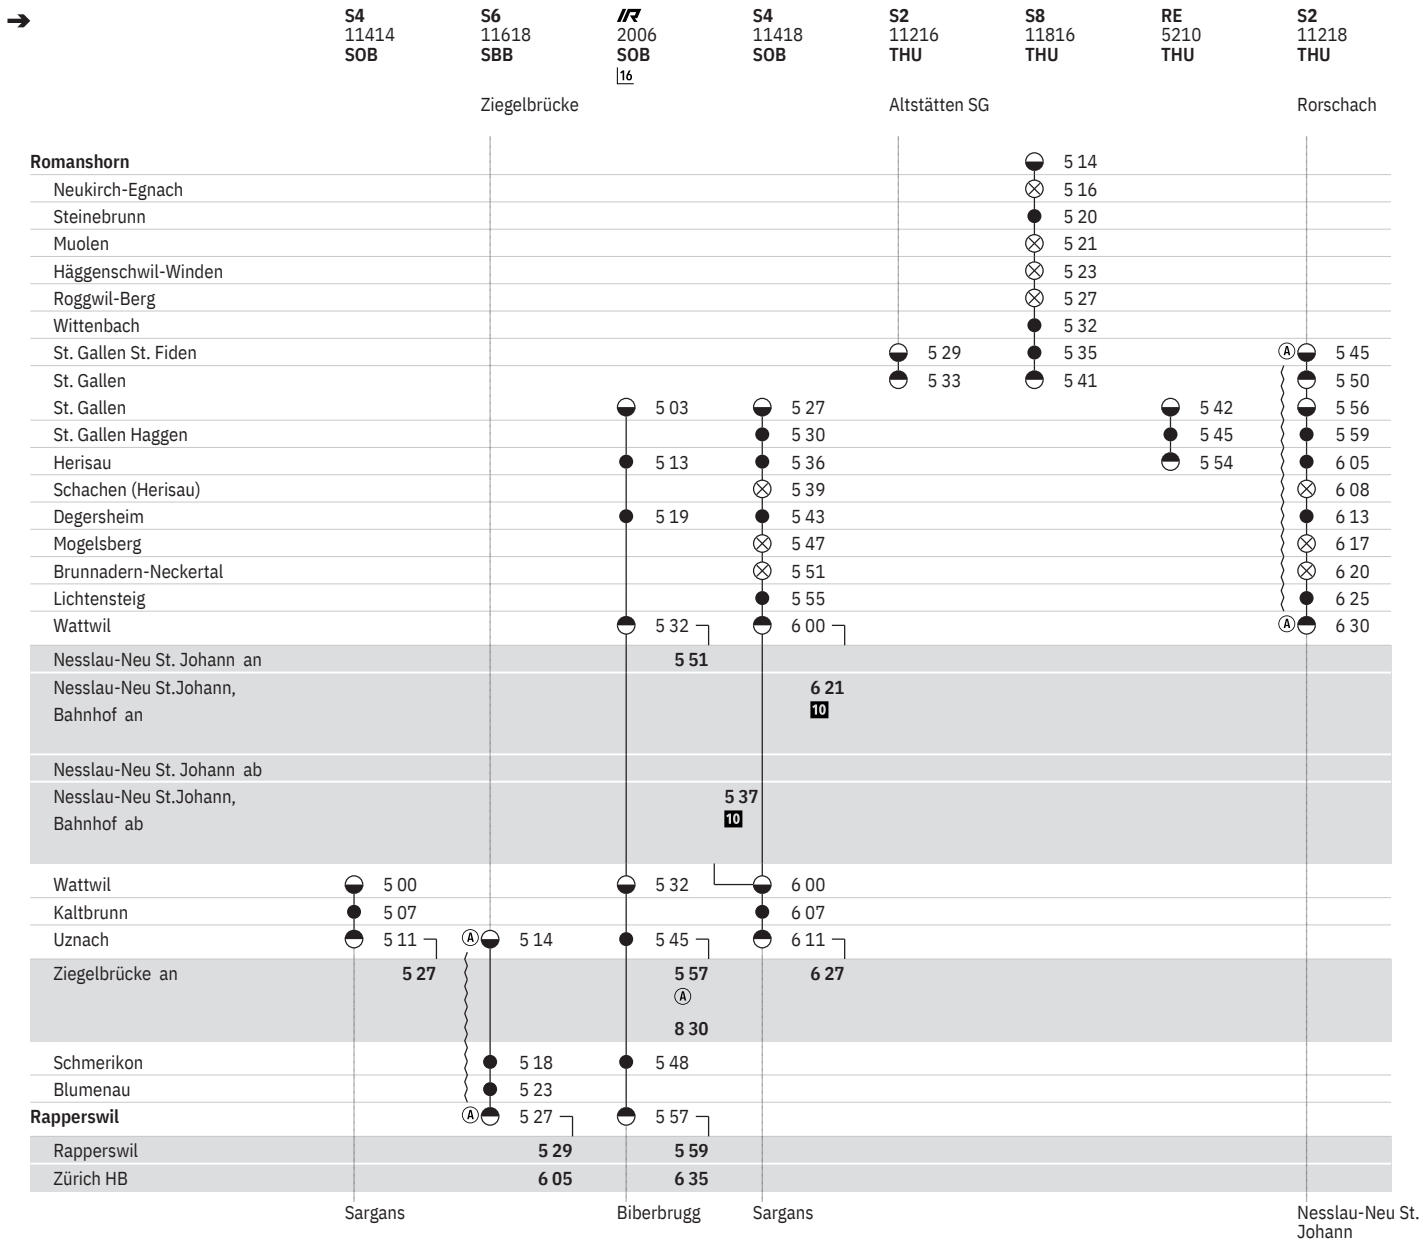 ➔ S4 S6 IR S4 S2 S8 RE S2
11414 11618 2006 11418 11216 11816 5210 11218
SOB SBB SOB SOB THU THU THU THU
16
Ziegelbrücke Altstätten SG Rorschach
Romanshorn 5 14
Neukirch-Egnach 5 16
Steinebrunn 5 20
Muolen 5 21
Häggenschwil-Winden 5 23
Roggwil-Berg 5 27
Wittenbach 5 32
St. Gallen St. Fiden 5 29 5 35 A 5 45
St. Gallen 5 33 5 41 5 50
St. Gallen 5 03 5 27 5 42 5 56
St. Gallen Haggen 5 30 5 45 5 59
Herisau 5 13 5 36 5 54 6 05
Schachen (Herisau) 5 39 6 08
Degersheim 5 19 5 43 6 13
Mogelsberg 5 47 6 17
Brunnadern-Neckertal 5 51 6 20
Lichtensteig 5 55 6 25
Wattwil 5 32 6 00 A 6 30
Nesslau-Neu St. Johann an 5 51
Nesslau-Neu St.Johann, 6 21
Bahnhof an 10
Nesslau-Neu St. Johann ab
Nesslau-Neu St.Johann, 5 37
Bahnhof ab 10
Wattwil 5 00 5 32 6 00
Kaltbrunn 5 07 6 07
Uznach 5 11 A 5 14 5 45 6 11
Ziegelbrücke an 5 27 5 57 6 27
A
8 30
Schmerikon 5 18 5 48
Blumenau 5 23
Rapperswil A 5 27 5 57
Rapperswil 5 29 5 59
Zürich HB 6 05 6 35
Sargans Biberbrugg Sargans Nesslau-Neu St.
Johann